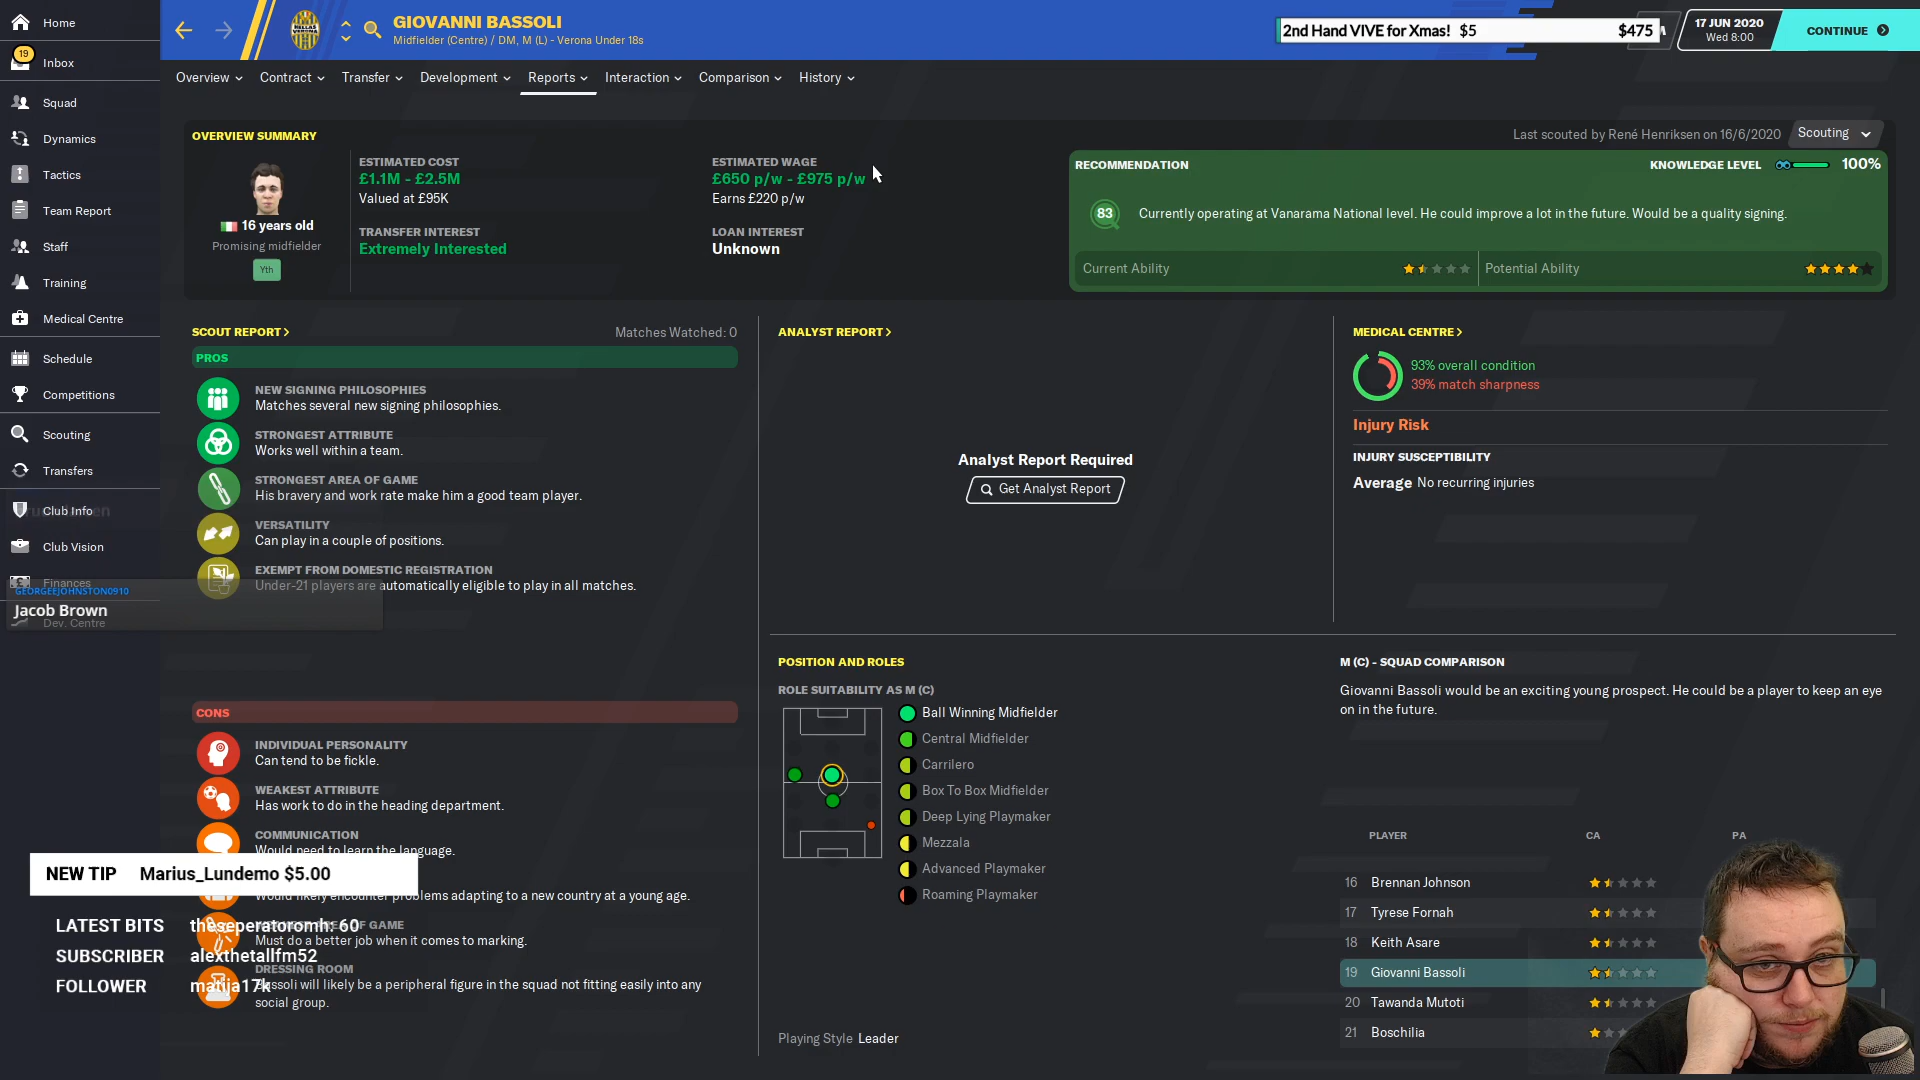 Home
19
Inbox
Squad
Dynamics
Tactics
Team Report
Staff
Training
Medical Centre
Schedule
Competitions
Scouting
Transfers
Club Info
Club Vision
Finances
GEORGEEJOHNSTON0910
Jacob Brown
Dev. Centre
GIOVANNI BASSOLI
Midfielder (Centre) / DM, M (L) - Verona Under 18s
2nd Hand VIVE for Xmas! $5 $475
17 JUN 2020
Wed 8:00
CONTINUE
Overview Contract Transfer Development Reports Interaction Comparison History
OVERVIEW SUMMARY
Last scouted by René Henriksen on 16/6/2020 Scouting
16 years old
Promising midfielder
Yth
ESTIMATED COST
£1.1M - £2.5M
Valued at £95K
TRANSFER INTEREST
Extremely Interested
ESTIMATED WAGE
£650 p/w - £975 p/w
Earns £220 p/w
LOAN INTEREST
Unknown
RECOMMENDATION KNOWLEDGE LEVEL 100%
83 Currently operating at Vanarama National level. He could improve a lot in the future. Would be a quality signing.
Current Ability Potential Ability
SCOUT REPORT > Matches Watched: 0
PROS
NEW SIGNING PHILOSOPHIES
Matches several new signing philosophies.
STRONGEST ATTRIBUTE
Works well within a team.
STRONGEST AREA OF GAME
His bravery and work rate make him a good team player.
VERSATILITY
Can play in a couple of positions.
EXEMPT FROM DOMESTIC REGISTRATION
Under-21 players are automatically eligible to play in all matches.
CONS
INDIVIDUAL PERSONALITY
Can tend to be fickle.
WEAKEST ATTRIBUTE
Has work to do in the heading department.
COMMUNICATION
Would need to learn the language.
NEW TIP Marius_Lundemo $5.00
Would likely encounter problems adapting to a new country at a young age.
LATEST BITS theseperatoromh: 60
OF GAME
Must do a better job when it comes to marking.
SUBSCRIBER alexthetallfm52
DRESSING ROOM
Bassoli will likely be a peripheral figure in the squad not fitting easily into any
social group.
FOLLOWER matija17k
ANALYST REPORT >
Analyst Report Required
Get Analyst Report
MEDICAL CENTRE >
93% overall condition
39% match sharpness
Injury Risk
INJURY SUSCEPTIBILITY
Average No recurring injuries
POSITION AND ROLES
ROLE SUITABILITY AS M (C)
Ball Winning Midfielder
Central Midfielder
Carrilero
Box To Box Midfielder
Deep Lying Playmaker
Mezzala
Advanced Playmaker
Roaming Playmaker
Playing Style Leader
M (C) - SQUAD COMPARISON
Giovanni Bassoli would be an exciting young prospect. He could be a player to keep an eye
on in the future.
PLAYER CA PA
16 Brennan Johnson
17 Tyrese Fornah
18 Keith Asare
19 Giovanni Bassoli
20 Tawanda Mutoti
21 Boschilia